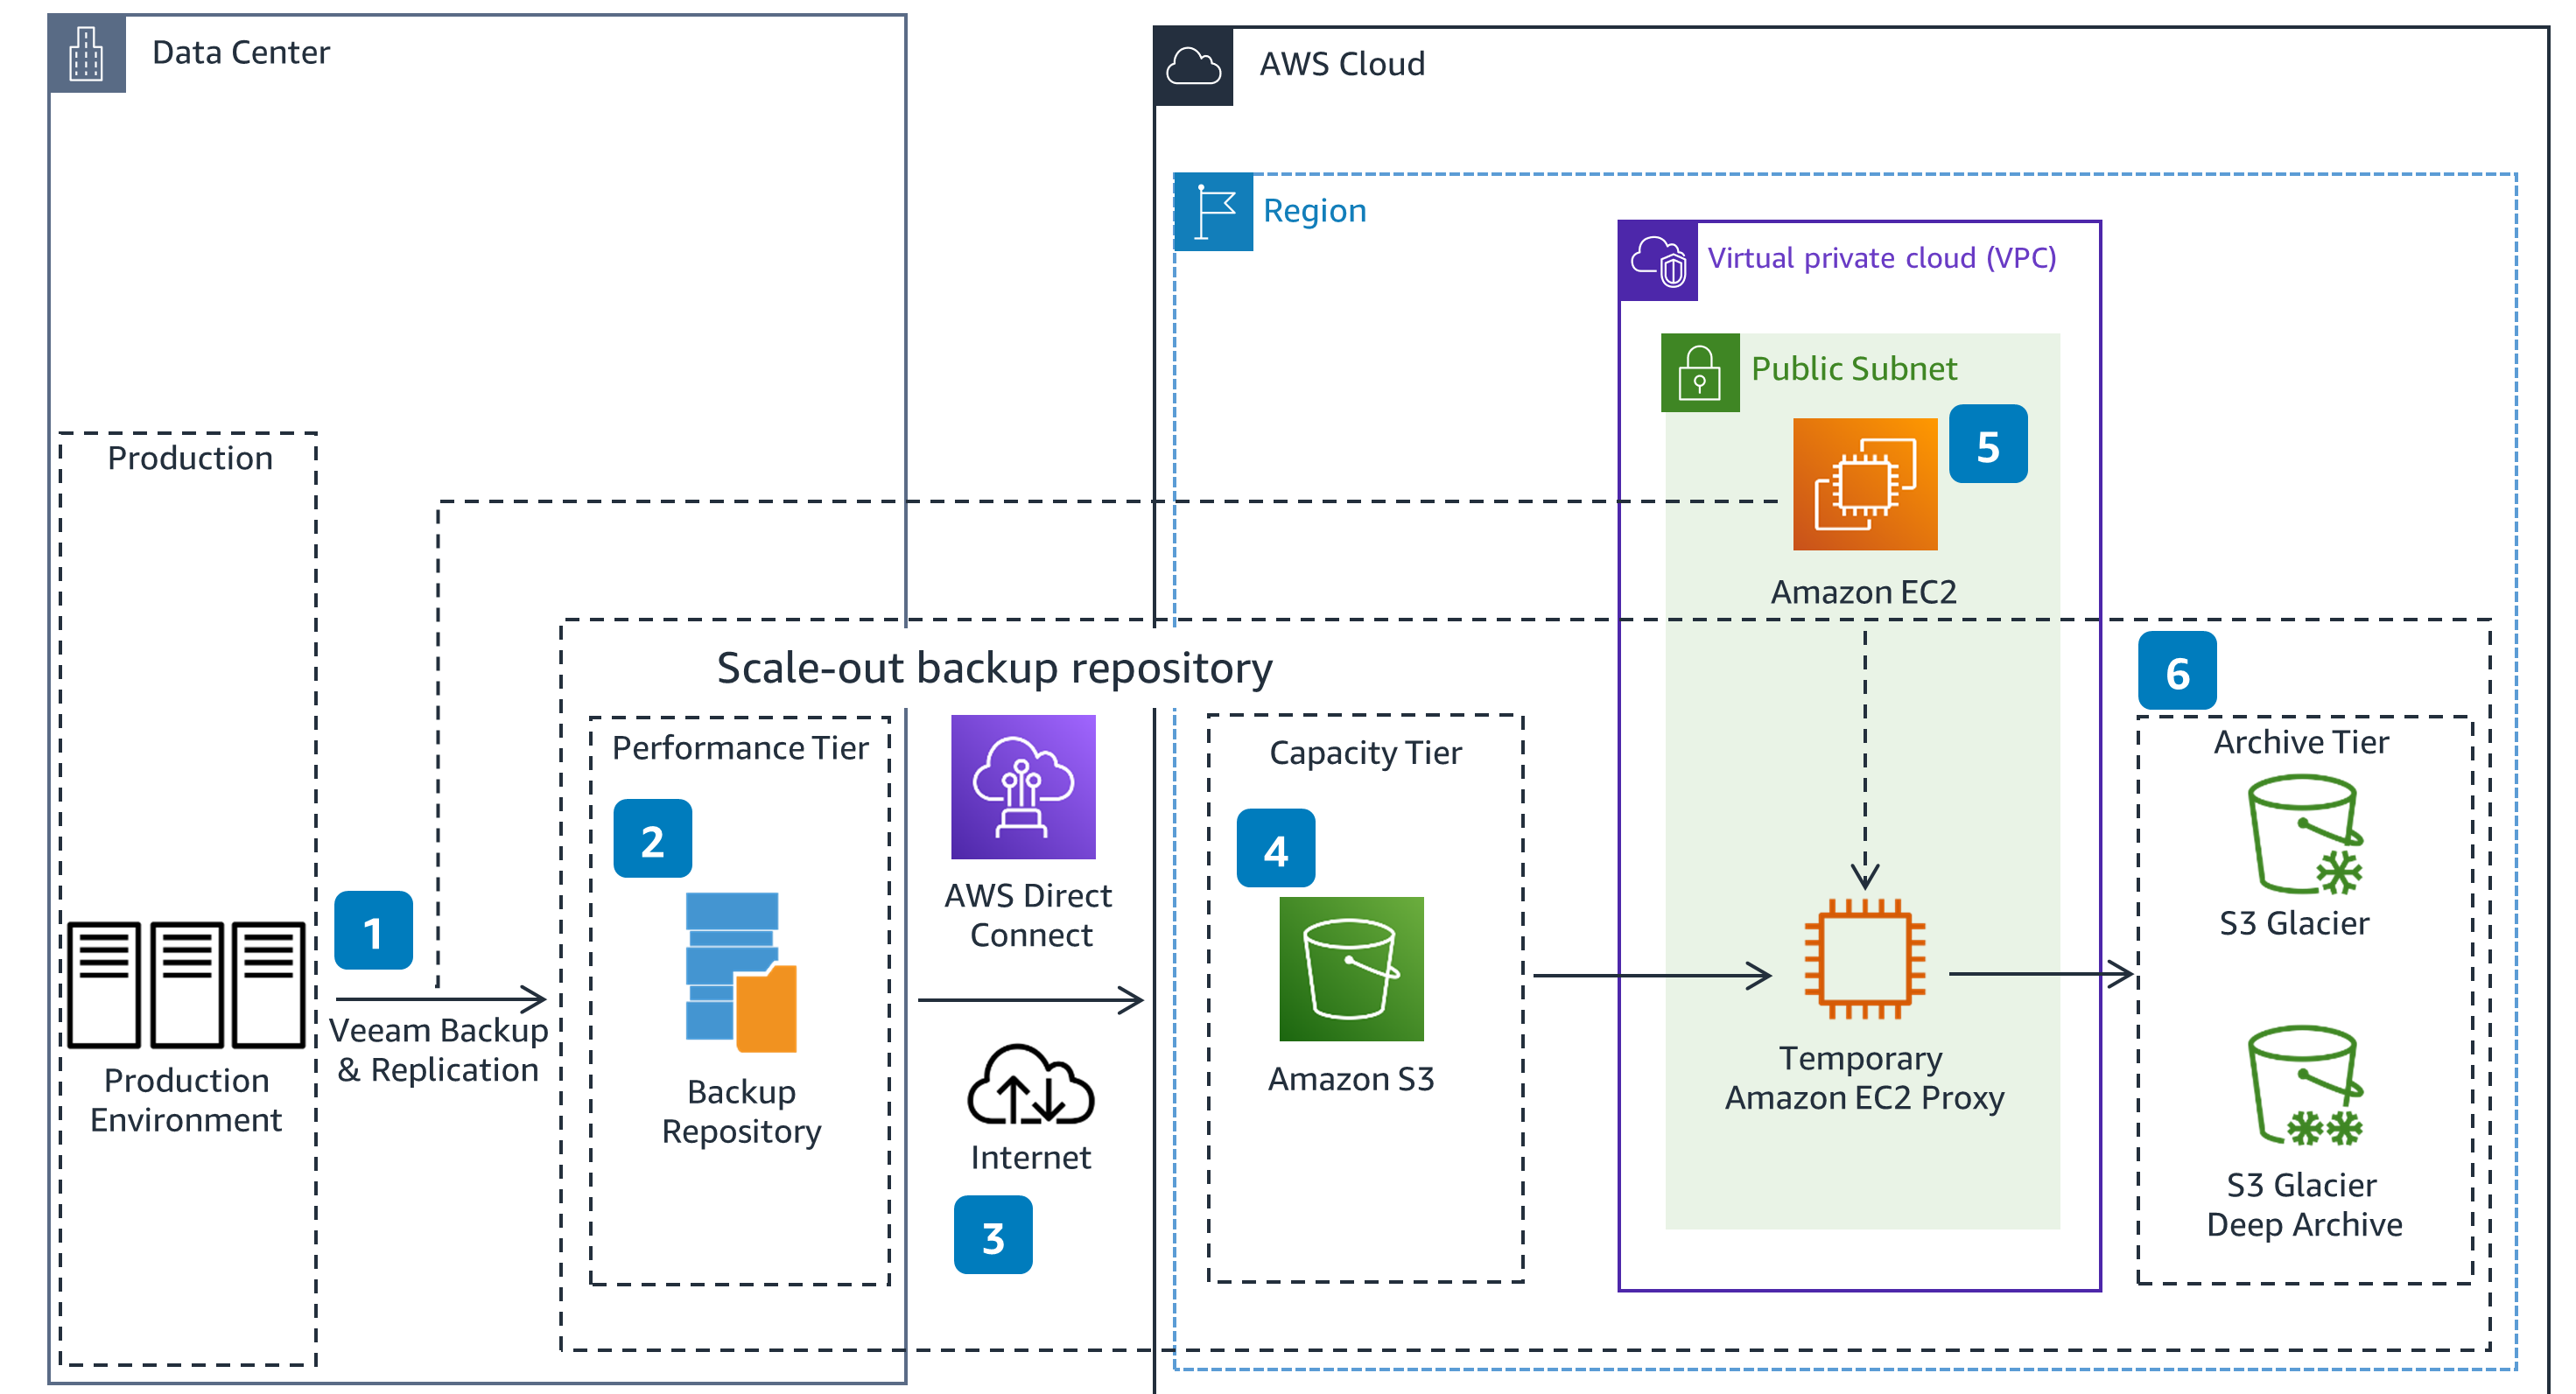 Data Center
AWS Cloud
Region
Virtual private cloud (VPC)
Public Subnet
5
Amazon EC2
Production
Production
Environment
1
Veeam Backup
& Replication
Scale-out backup repository
Performance Tier
2
Backup
Repository
AWS Direct
Connect
Internet
3
Capacity Tier
4
Amazon S3
Temporary
Amazon EC2 Proxy
6
Archive Tier
S3 Glacier
S3 Glacier
Deep Archive